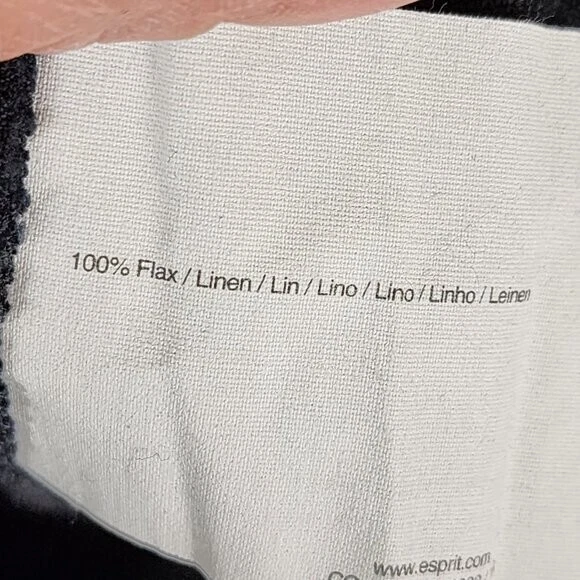 100% Flax / Linen / Lin / Lino / Lino / Linho / Leinen
www.esprit.com